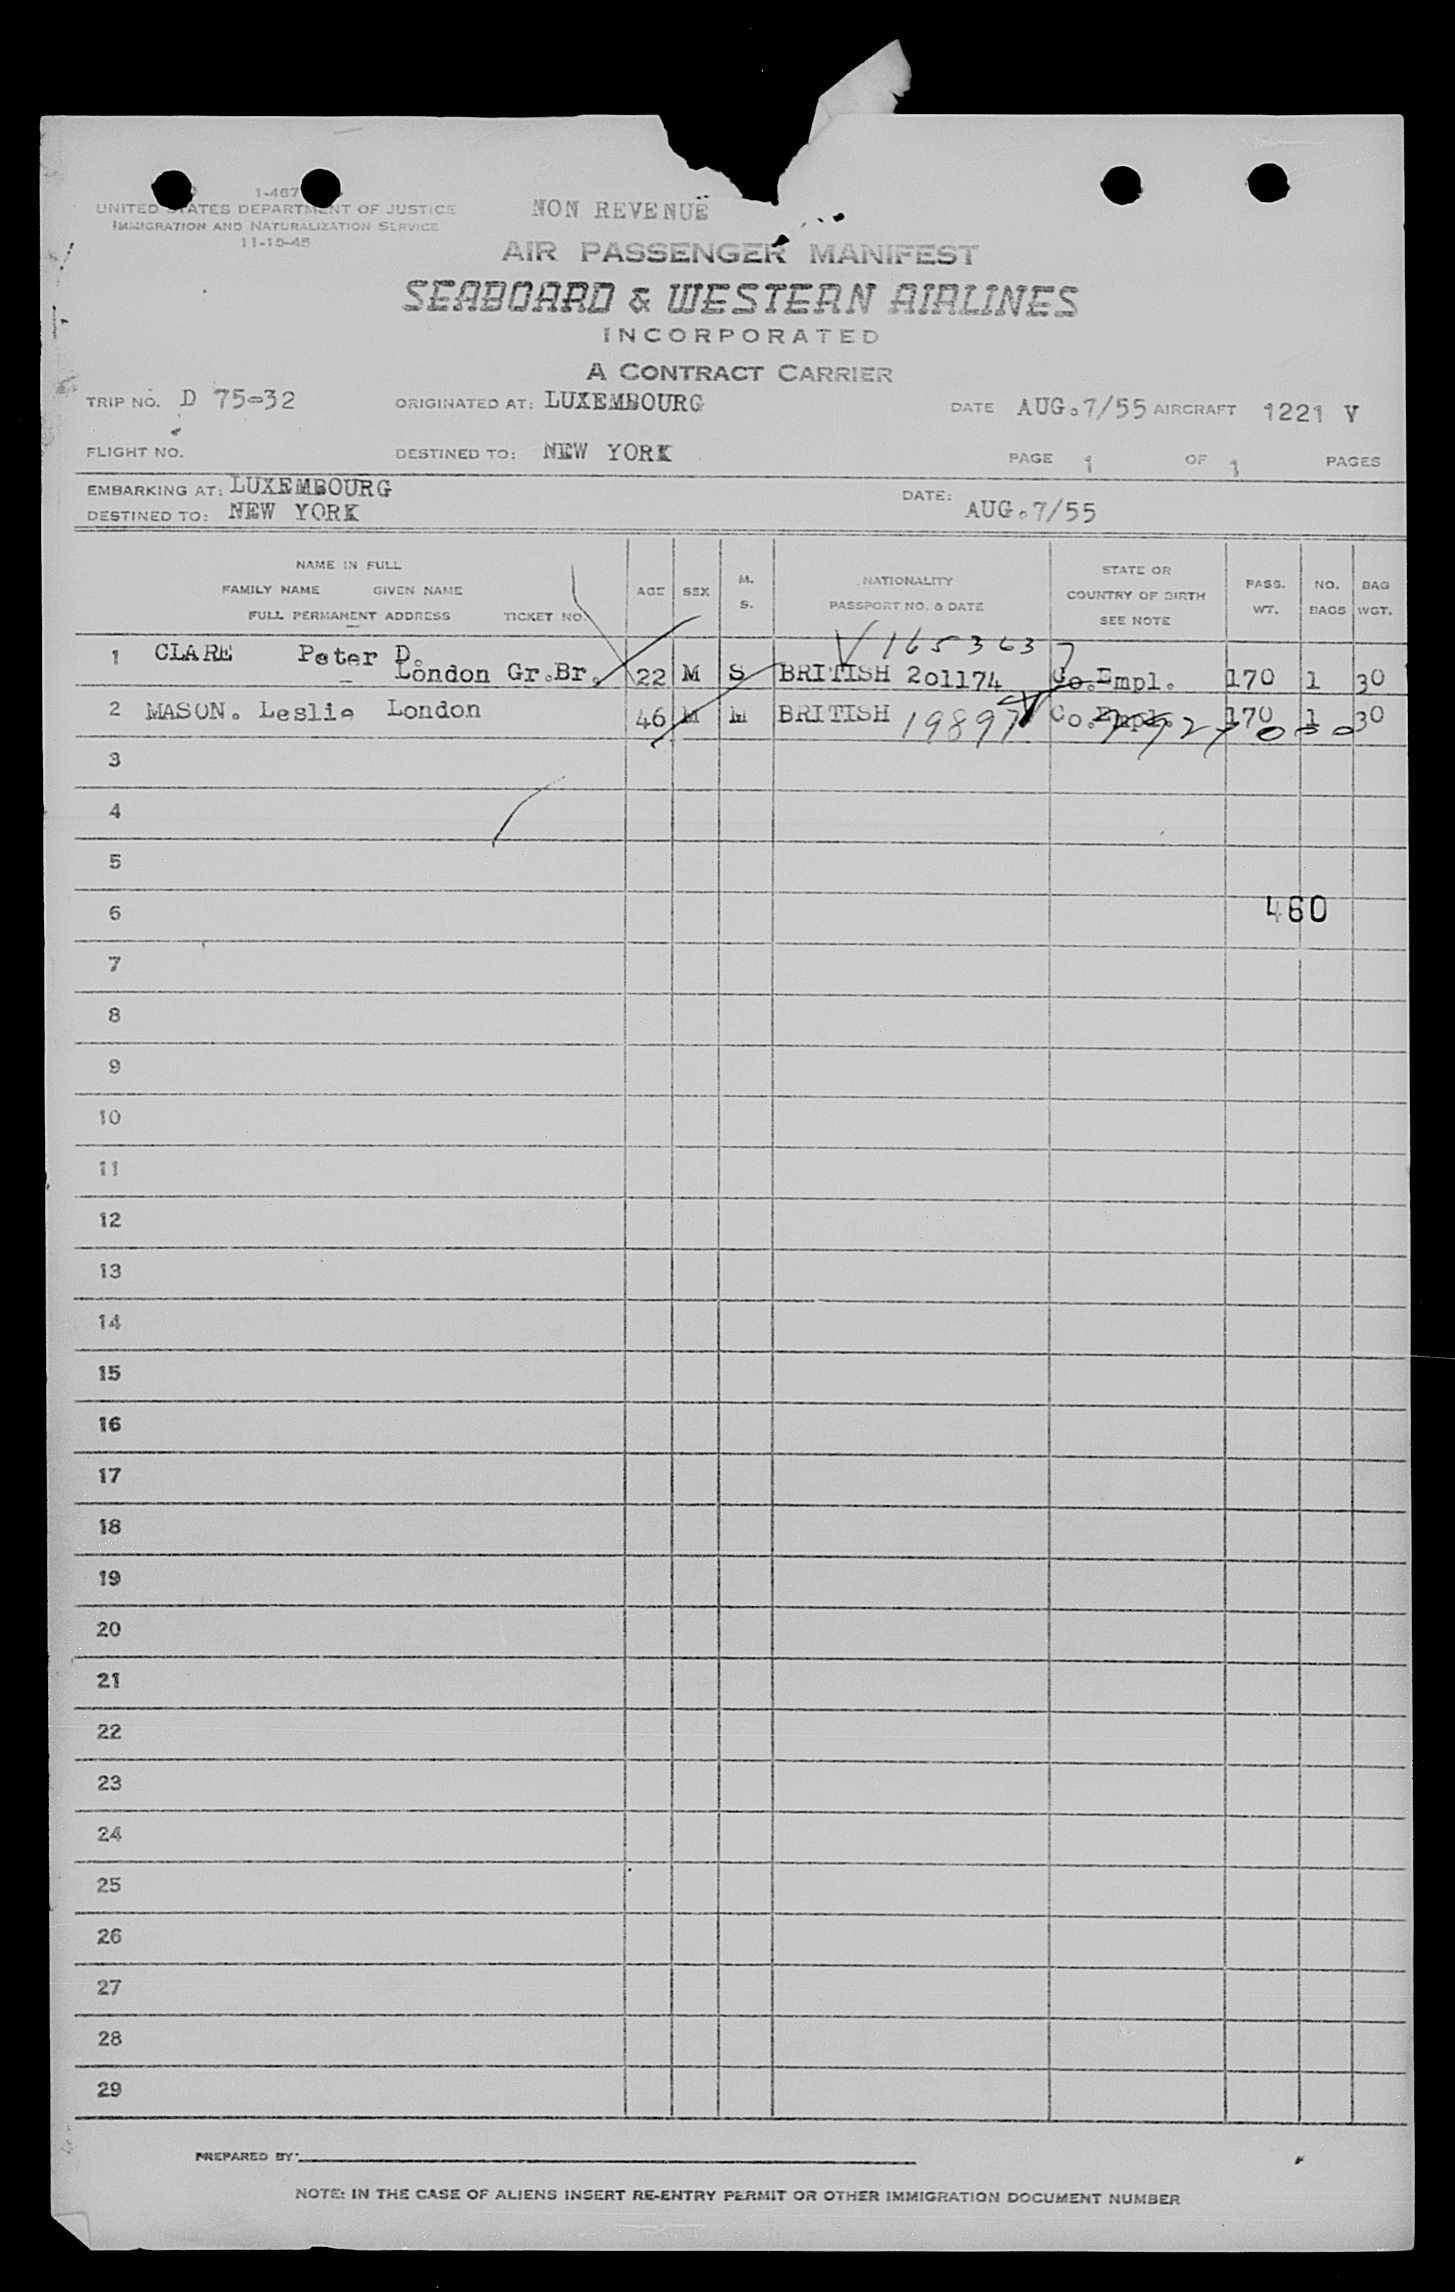 1-467
UNITED STATES DEPARTMENT OF JUSTICE
IMMIGRATION AND NATURALIZATION SERVICE
11-15-45
NON REVENUE
AIR PASSENGER MANIFEST
SEABOARD & WESTERN AIRLINES
INCORPORATED
A CONTRACT CARRIER
TRIP NO. D 75-32 ORIGINATED AT: LUXEMBOURG DATE AUG.7/55 AIRCRAFT 1221 V
FLIGHT NO. DESTINED TO: NEW YORK PAGE 1 OF 1 PAGES
EMBARKING AT: LUXEMBOURG DATE:
DESTINED TO: NEW YORK AUG.7/55
NAME IN FULL
FAMILY NAME GIVEN NAME
FULL PERMANENT ADDRESS TICKET NO.
AGE SEX M. S.
NATIONALITY
PASSPORT NO. & DATE
STATE OR
COUNTRY OF BIRTH
SEE NOTE
PASS. WT. NO. BAGS BAG WGT.
V 1653637
1 CLARE Peter D. London Gr.Br. 22 M S BRITISH 201174 Co.Empl. 170 1 30
2 MASON. Leslie London 46 M M BRITISH 19897 Co.Empl. 170 1 30
3
4
5
6 460
7
8
9
10
11
12
13
14
15
16
17
18
19
20
21
22
23
24
25
26
27
28
29
PREPARED BY:
NOTE: IN THE CASE OF ALIENS INSERT RE-ENTRY PERMIT OR OTHER IMMIGRATION DOCUMENT NUMBER